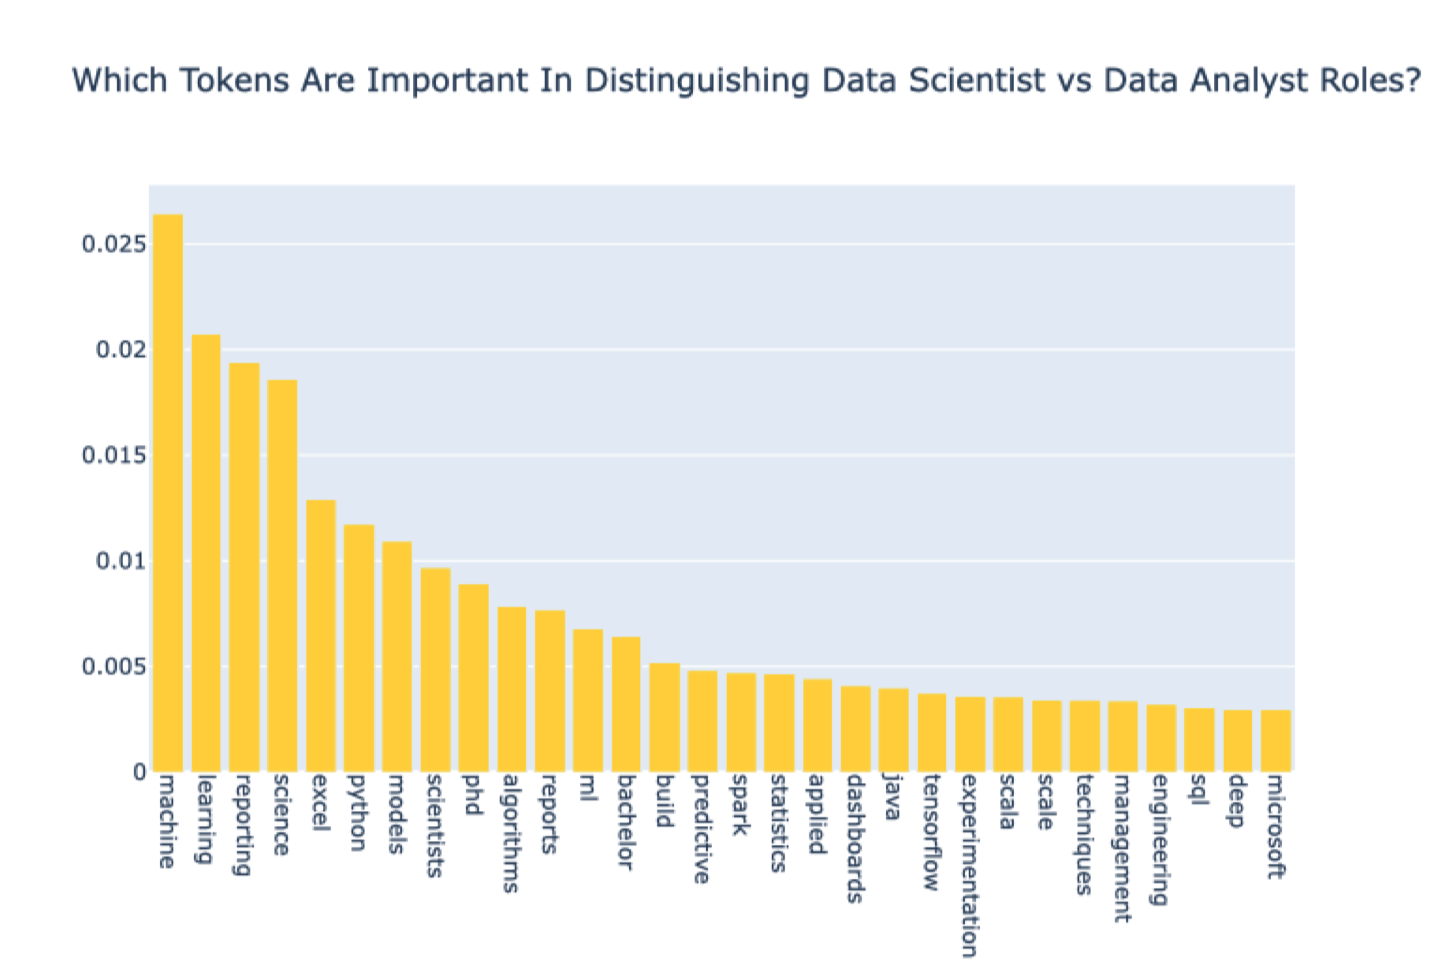 Which Tokens Are Important In Distinguishing Data Scientist vs Data Analyst Roles?
0.025
0.02
0.015
0.01
0.005
0
machine
learning
reporting
science
excel
python
models
scientists
phd
algorithms
reports
ml
bachelor
build
predictive
spark
statistics
applied
dashboards
java
tensorflow
experimentation
scala
scale
techniques
management
engineering
sql
deep
microsoft